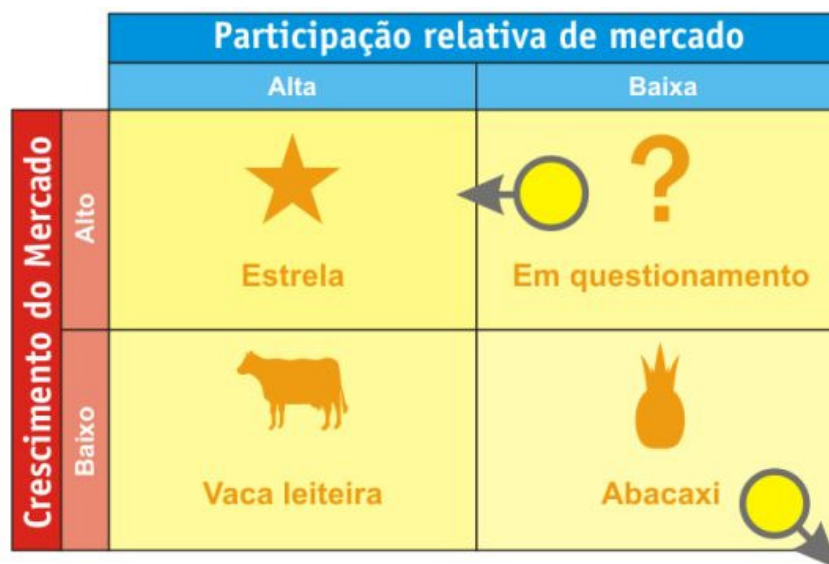 Participação relativa de mercado
Alta
Baixa
Crescimento do Mercado
Alto
Estrela
?
Em questionamento
Baixo
Vaca leiteira
Abacaxi